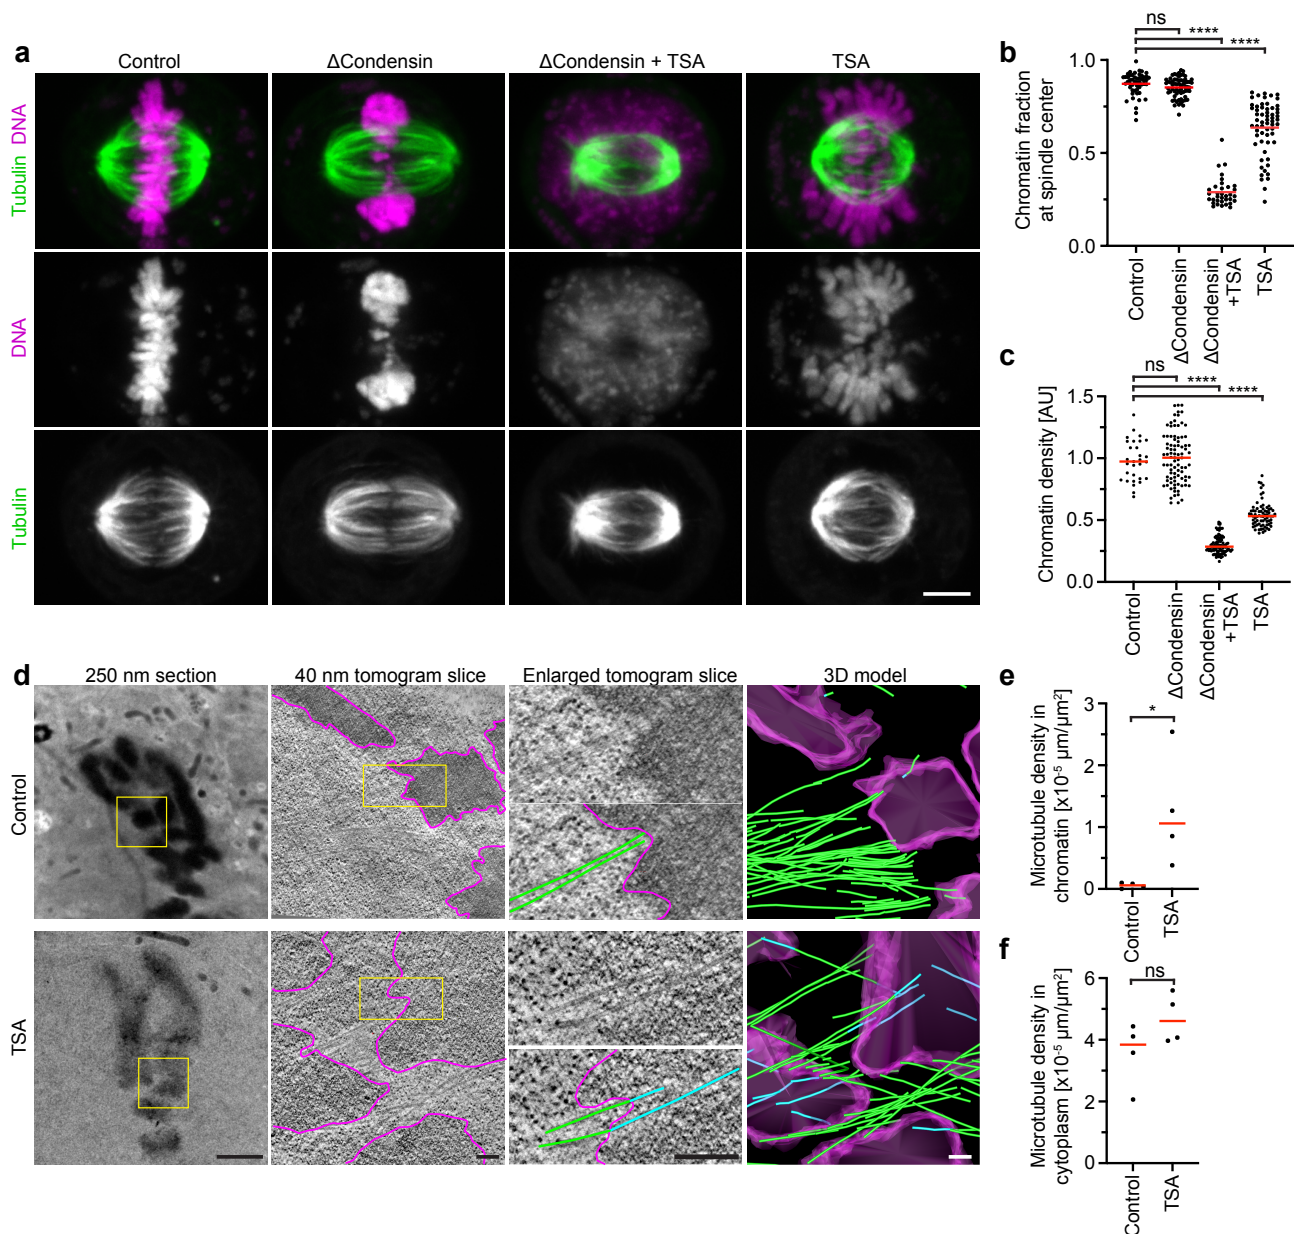 a
Control
ΔCondensin
ΔCondensin + TSA
TSA
Tubulin DNA
DNA
Tubulin
b
ns
****
****
Chromatin fraction
at spindle center
1.0
0.5
0.0
Control
ΔCondensin
ΔCondensin
+TSA
TSA
c
ns
****
****
Chromatin density [AU]
1.5
1.0
0.5
0.0
Control
ΔCondensin
ΔCondensin
+TSA
TSA
d
250 nm section
40 nm tomogram slice
Enlarged tomogram slice
3D model
Control
TSA
e
*
Microtubule density in
chromatin [x10⁻⁵ µm/µm²]
3
2
1
0
Control
TSA
f
ns
Microtubule density in
cytoplasm [x10⁻⁵ µm/µm²]
6
4
2
0
Control
TSA